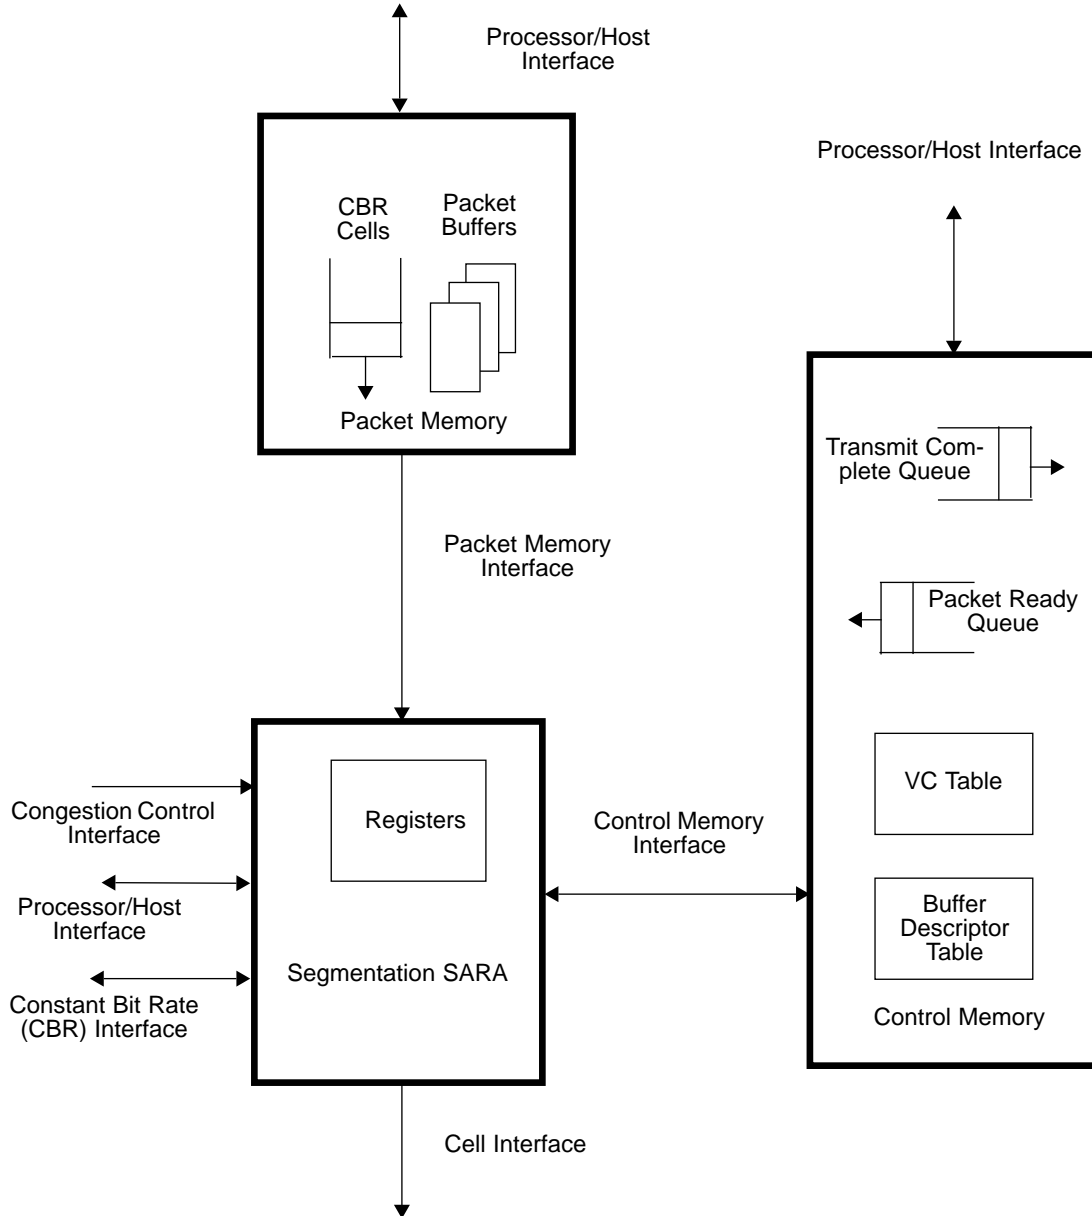 Processor/Host
Interface
Processor/Host Interface
CBR
Cells
Packet
Buffers
Packet Memory
Transmit Com-
plete Queue
Packet Memory
Interface
Packet Ready
Queue
Registers
VC Table
Congestion Control
Interface
Control Memory
Interface
Processor/Host
Interface
Buffer
Descriptor
Table
Segmentation SARA
Constant Bit Rate
(CBR) Interface
Control Memory
Cell Interface